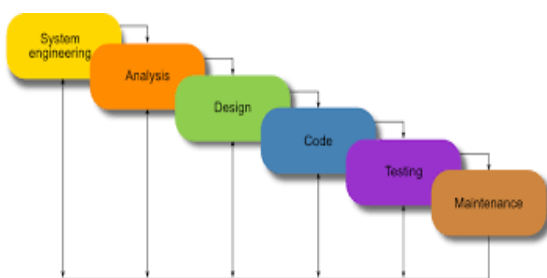 System
engineering
Analysis
Design
Code
Testing
Maintenance